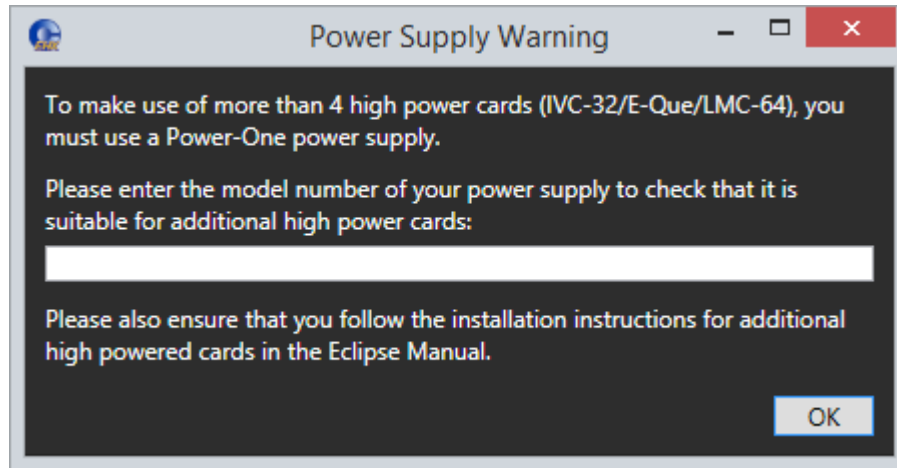 Power Supply Warning
To make use of more than 4 high power cards (IVC-32/E-Que/LMC-64), you
must use a Power-One power supply.
Please enter the model number of your power supply to check that it is
suitable for additional high power cards:
Please also ensure that you follow the installation instructions for additional
high powered cards in the Eclipse Manual.
OK